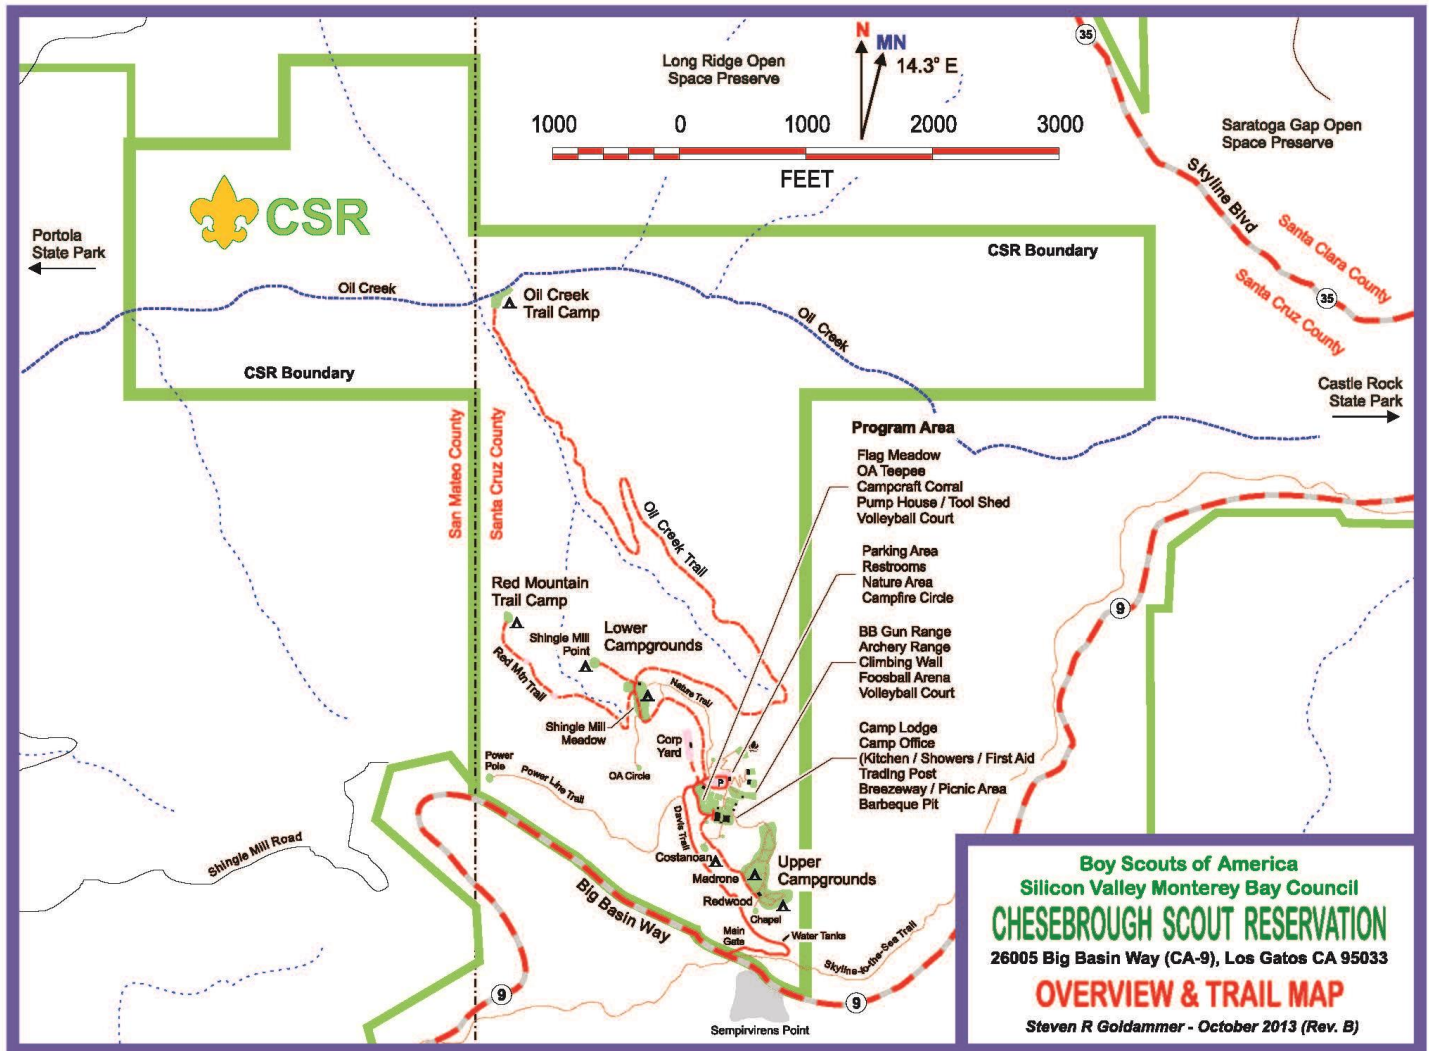 35
N
MN
14.3° E
Long Ridge Open
Space Preserve
1000 0 1000 2000 3000
FEET
Saratoga Gap Open
Space Preserve
Skyline Blvd
Santa Clara County
Santa Cruz County
35
CSR
Portola
State Park
CSR Boundary
Oil Creek
Oil Creek
Trail Camp
Oil Creek
CSR Boundary
Castle Rock
State Park
San Mateo County
Santa Cruz County
Program Area
Flag Meadow
OA Teepee
Campcraft Corral
Pump House / Tool Shed
Volleyball Court
Parking Area
Restrooms
Nature Area
Campfire Circle
BB Gun Range
Archery Range
Climbing Wall
Foosball Arena
Volleyball Court
Camp Lodge
Camp Office
(Kitchen / Showers / First Aid
Trading Post
Breezeway / Picnic Area
Barbeque Pit
Oil Creek Trail
Red Mountain
Trail Camp
Lower
Campgrounds
Shingle Mill
Point
Red Mtn Trail
Nature Trail
Shingle Mill
Meadow
Corp
Yard
OA Circle
P
Power
Pole
Power Line Trail
Davis Trail
Shingle Mill Road
Costanoan
Madrone
Redwood
Upper
Campgrounds
Chapel
Main
Gate
Water Tanks
Big Basin Way
Skyline-to-the-Sea Trail
9
9
9
Sempirvirens Point
Boy Scouts of America
Silicon Valley Monterey Bay Council
CHESEBROUGH SCOUT RESERVATION
26005 Big Basin Way (CA-9), Los Gatos CA 95033
OVERVIEW & TRAIL MAP
Steven R Goldammer - October 2013 (Rev. B)